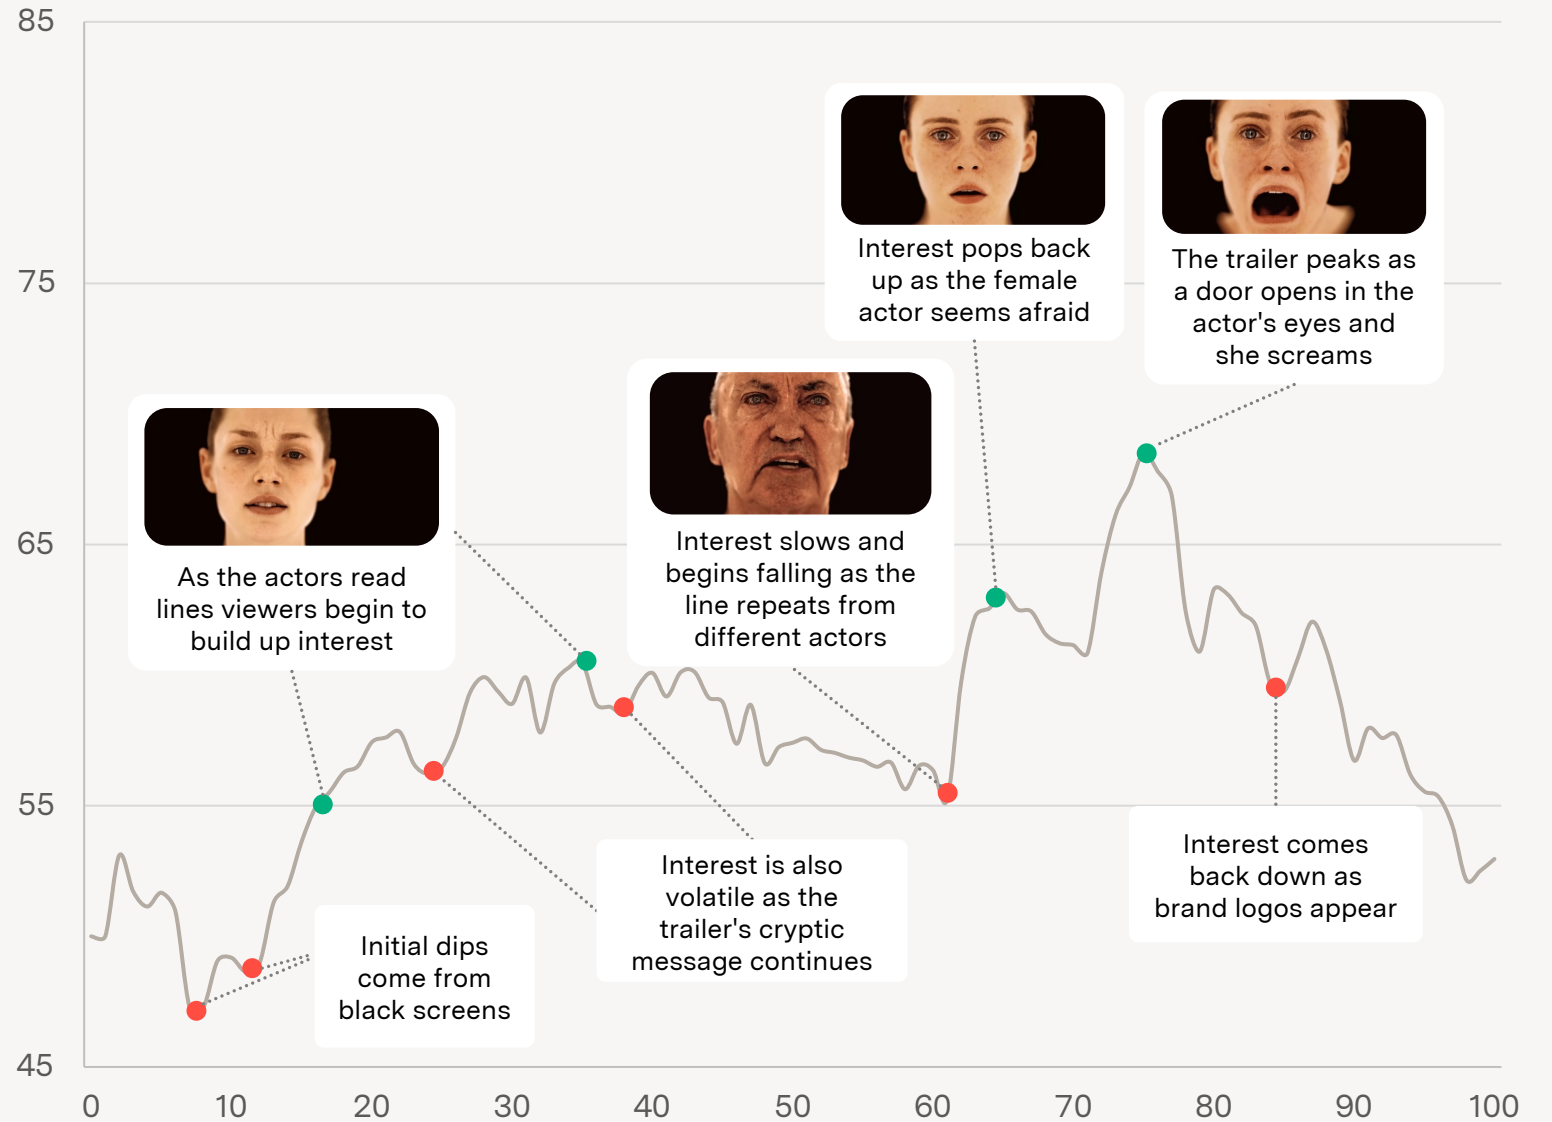 85
75
65
55
45
As the actors read
lines viewers begin to
build up interest
Interest slows and
begins falling as the
line repeats from
different actors
Interest pops back
up as the female
actor seems afraid
The trailer peaks as
a door opens in the
actor's eyes and
she screams
Initial dips
come from
black screens
Interest is also
volatile as the
trailer's cryptic
message continues
Interest comes
back down as
brand logos appear
0 10 20 30 40 50 60 70 80 90 100